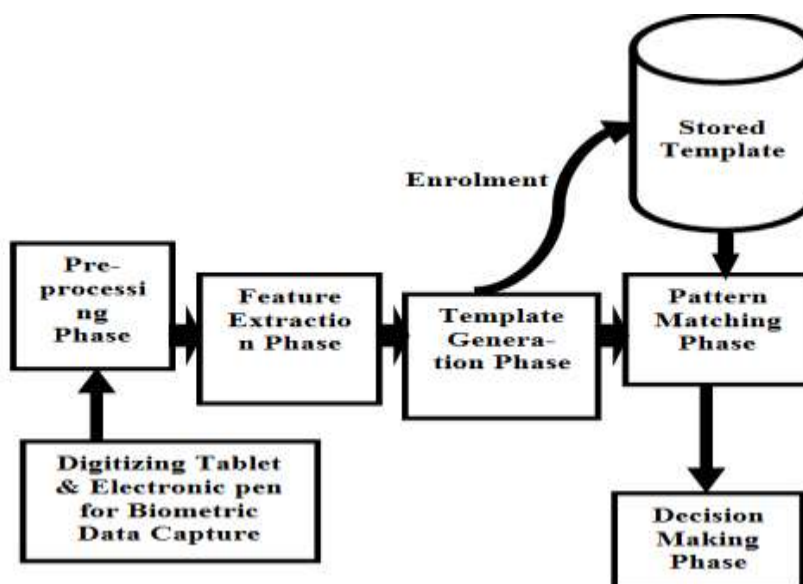 Stored
Template
Enrolment
Pre-
processi
ng
Phase
Feature
Extractio
n Phase
Template
Genera-
tion Phase
Pattern
Matching
Phase
Digitizing Tablet
& Electronic pen
for Biometric
Data Capture
Decision
Making
Phase